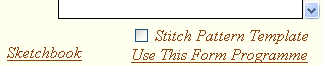 Stitch Pattern Template
Sketchbook
Use This Form Programme